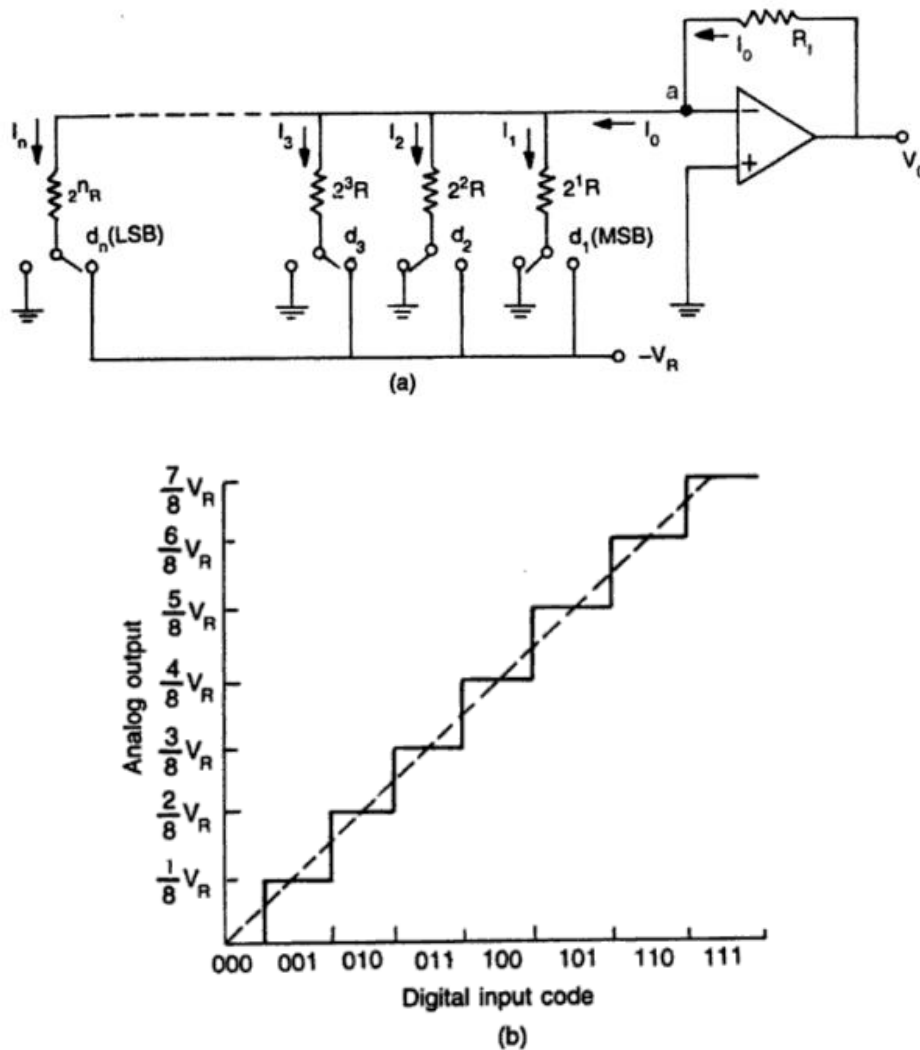 I₀ R_f
a
−
+
V₀
Iₙ I₃ I₂ I₁ I₀
2ⁿR 2³R 2²R 2¹R
dₙ(LSB) d₃ d₂ d₁(MSB)
−V_R
(a)
7/8 V_R
6/8 V_R
5/8 V_R
4/8 V_R
3/8 V_R
2/8 V_R
1/8 V_R
Analog output
000 001 010 011 100 101 110 111
Digital input code
(b)